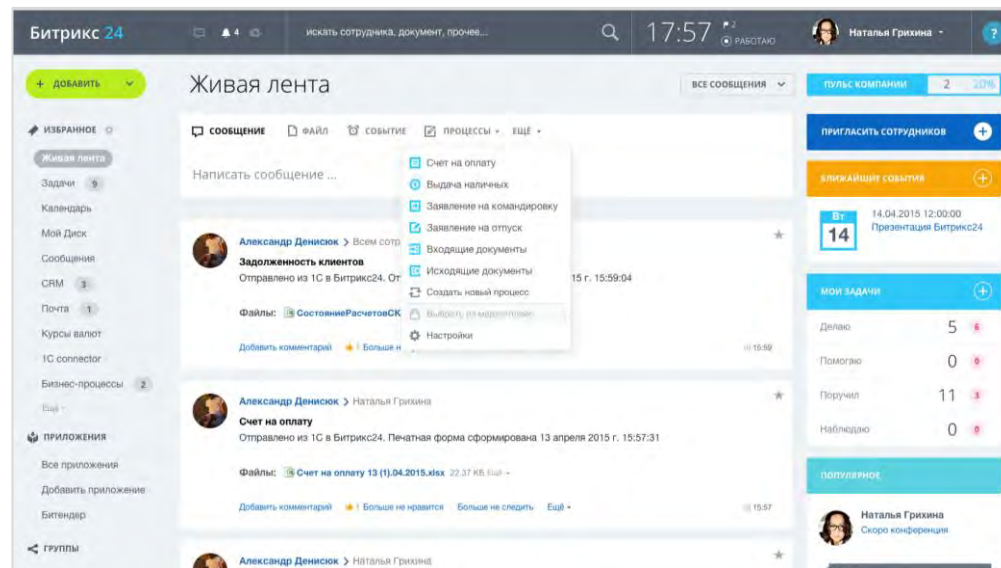 Битрикс 24
4
искать сотрудника, документ, прочее...
17:57
2
РАБОТАЮ
Наталья Грихина
?
+ ДОБАВИТЬ
Живая лента
ВСЕ СООБЩЕНИЯ
ПУЛЬС КОМПАНИИ 2 20%
ИЗБРАННОЕ
Живая лента
Задачи 9
Календарь
Мой Диск
Сообщения
CRM 3
Почта 1
Курсы валют
1C connector
Бизнес-процессы 2
Ещё
ПРИЛОЖЕНИЯ
Все приложения
Добавить приложение
Битендер
ГРУППЫ
СООБЩЕНИЕ ФАЙЛ СОБЫТИЕ ПРОЦЕССЫ ЕЩЁ
Написать сообщение ...
Счет на оплату
Выдача наличных
Заявление на командировку
Заявление на отпуск
Входящие документы
Исходящие документы
Создать новый процесс
Настройки
Александр Денисюк > Всем сотр
Задолженность клиентов
Отправлено из 1С в Битрикс24. От 15 г. 15:59:04
Файлы: СостояниеРасчетовСК
Добавить комментарий Больше н
15:59
Александр Денисюк > Наталья Грихина
Счет на оплату
Отправлено из 1С в Битрикс24. Печатная форма сформирована 13 апреля 2015 г. 15:57:31
Файлы: Счет на оплату 13 (1).04.2015.xlsx 22.37 КБ Ещё
Добавить комментарий Больше не нравится Больше не следить Ещё
15:57
Александр Денисюк > Наталья Грихина
ПРИГЛАСИТЬ СОТРУДНИКОВ +
БЛИЖАЙШИЕ СОБЫТИЯ +
Вт
14
14.04.2015 12:00:00
Презентация Битрикс24
МОИ ЗАДАЧИ +
Делаю 5 6
Помогаю 0 0
Поручил 11 3
Наблюдаю 0 0
ПОПУЛЯРНОЕ
Наталья Грихина
Скоро конференция